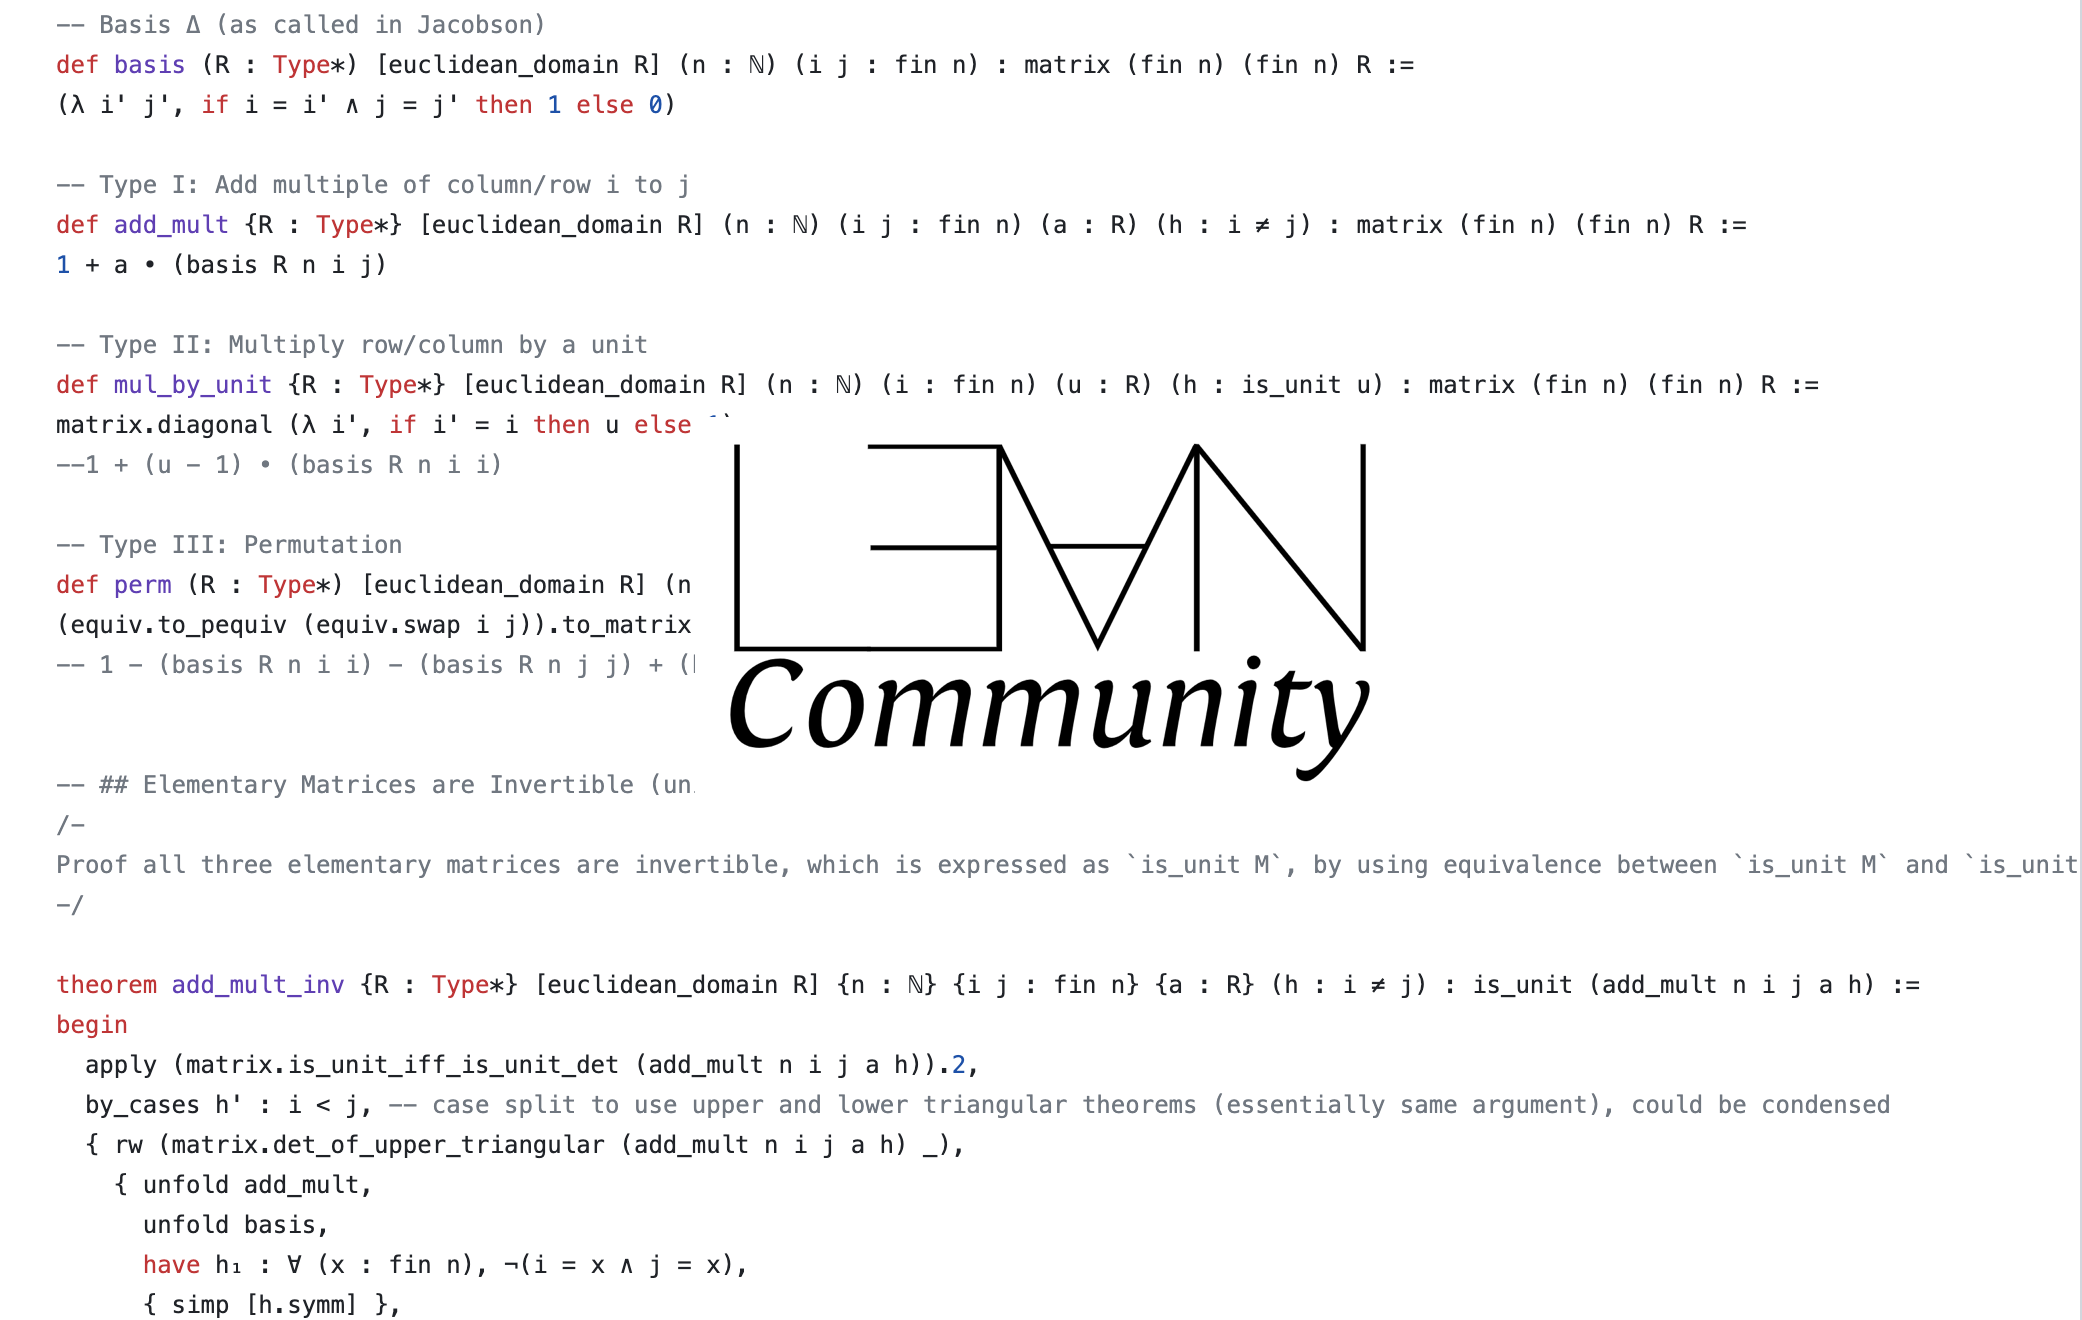 -- Basis Δ (as called in Jacobson)
def basis (R : Type*) [euclidean_domain R] (n : ℕ) (i j : fin n) : matrix (fin n) (fin n) R :=
(λ i' j', if i = i' ∧ j = j' then 1 else 0)
-- Type I: Add multiple of column/row i to j
def add_mult {R : Type*} [euclidean_domain R] (n : ℕ) (i j : fin n) (a : R) (h : i ≠ j) : matrix (fin n) (fin n) R :=
1 + a • (basis R n i j)
-- Type II: Multiply row/column by a unit
def mul_by_unit {R : Type*} [euclidean_domain R] (n : ℕ) (i : fin n) (u : R) (h : is_unit u) : matrix (fin n) (fin n) R :=
matrix.diagonal (λ i', if i' = i then u else
--1 + (u - 1) • (basis R n i i)
-- Type III: Permutation
def perm (R : Type*) [euclidean_domain R] (n
(equiv.to_pequiv (equiv.swap i j)).to_matrix
-- 1 - (basis R n i i) - (basis R n j j) + (
L∃∀N
Community
-- ## Elementary Matrices are Invertible (un
/-
Proof all three elementary matrices are invertible, which is expressed as `is_unit M`, by using equivalence between `is_unit M` and `is_unit
-/
theorem add_mult_inv {R : Type*} [euclidean_domain R] {n : ℕ} {i j : fin n} {a : R} (h : i ≠ j) : is_unit (add_mult n i j a h) :=
begin
apply (matrix.is_unit_iff_is_unit_det (add_mult n i j a h)).2,
by_cases h' : i < j, -- case split to use upper and lower triangular theorems (essentially same argument), could be condensed
{ rw (matrix.det_of_upper_triangular (add_mult n i j a h) _),
{ unfold add_mult,
unfold basis,
have h₁ : ∀ (x : fin n), ¬(i = x ∧ j = x),
{ simp [h.symm] },